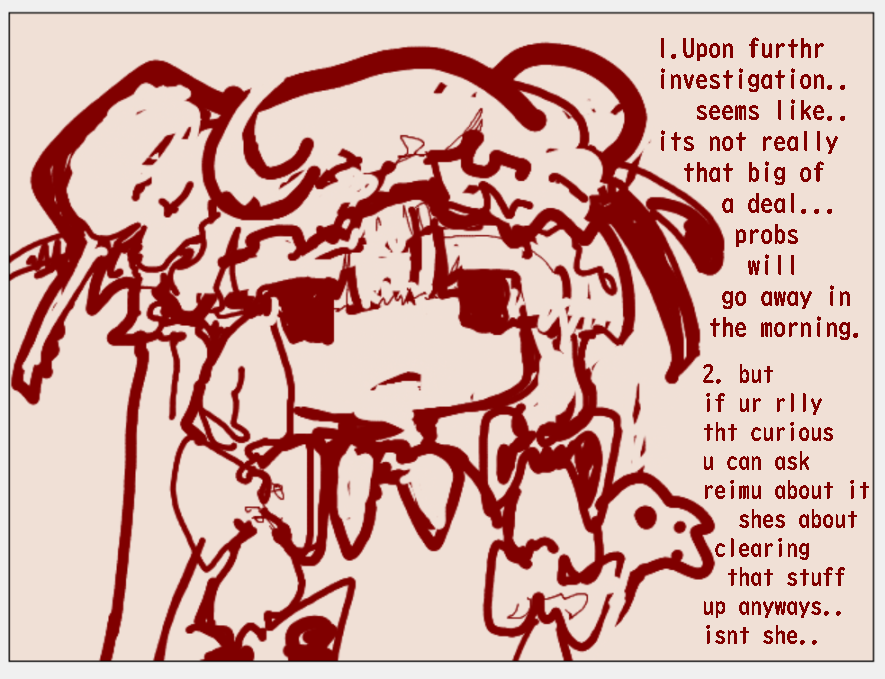 1.Upon furthr
investigation..
seems like..
its not really
that big of
a deal...
probs
will
go away in
the morning.
2. but
if ur rlly
tht curious
u can ask
reimu about it
shes about
clearing
that stuff
up anyways..
isnt she..